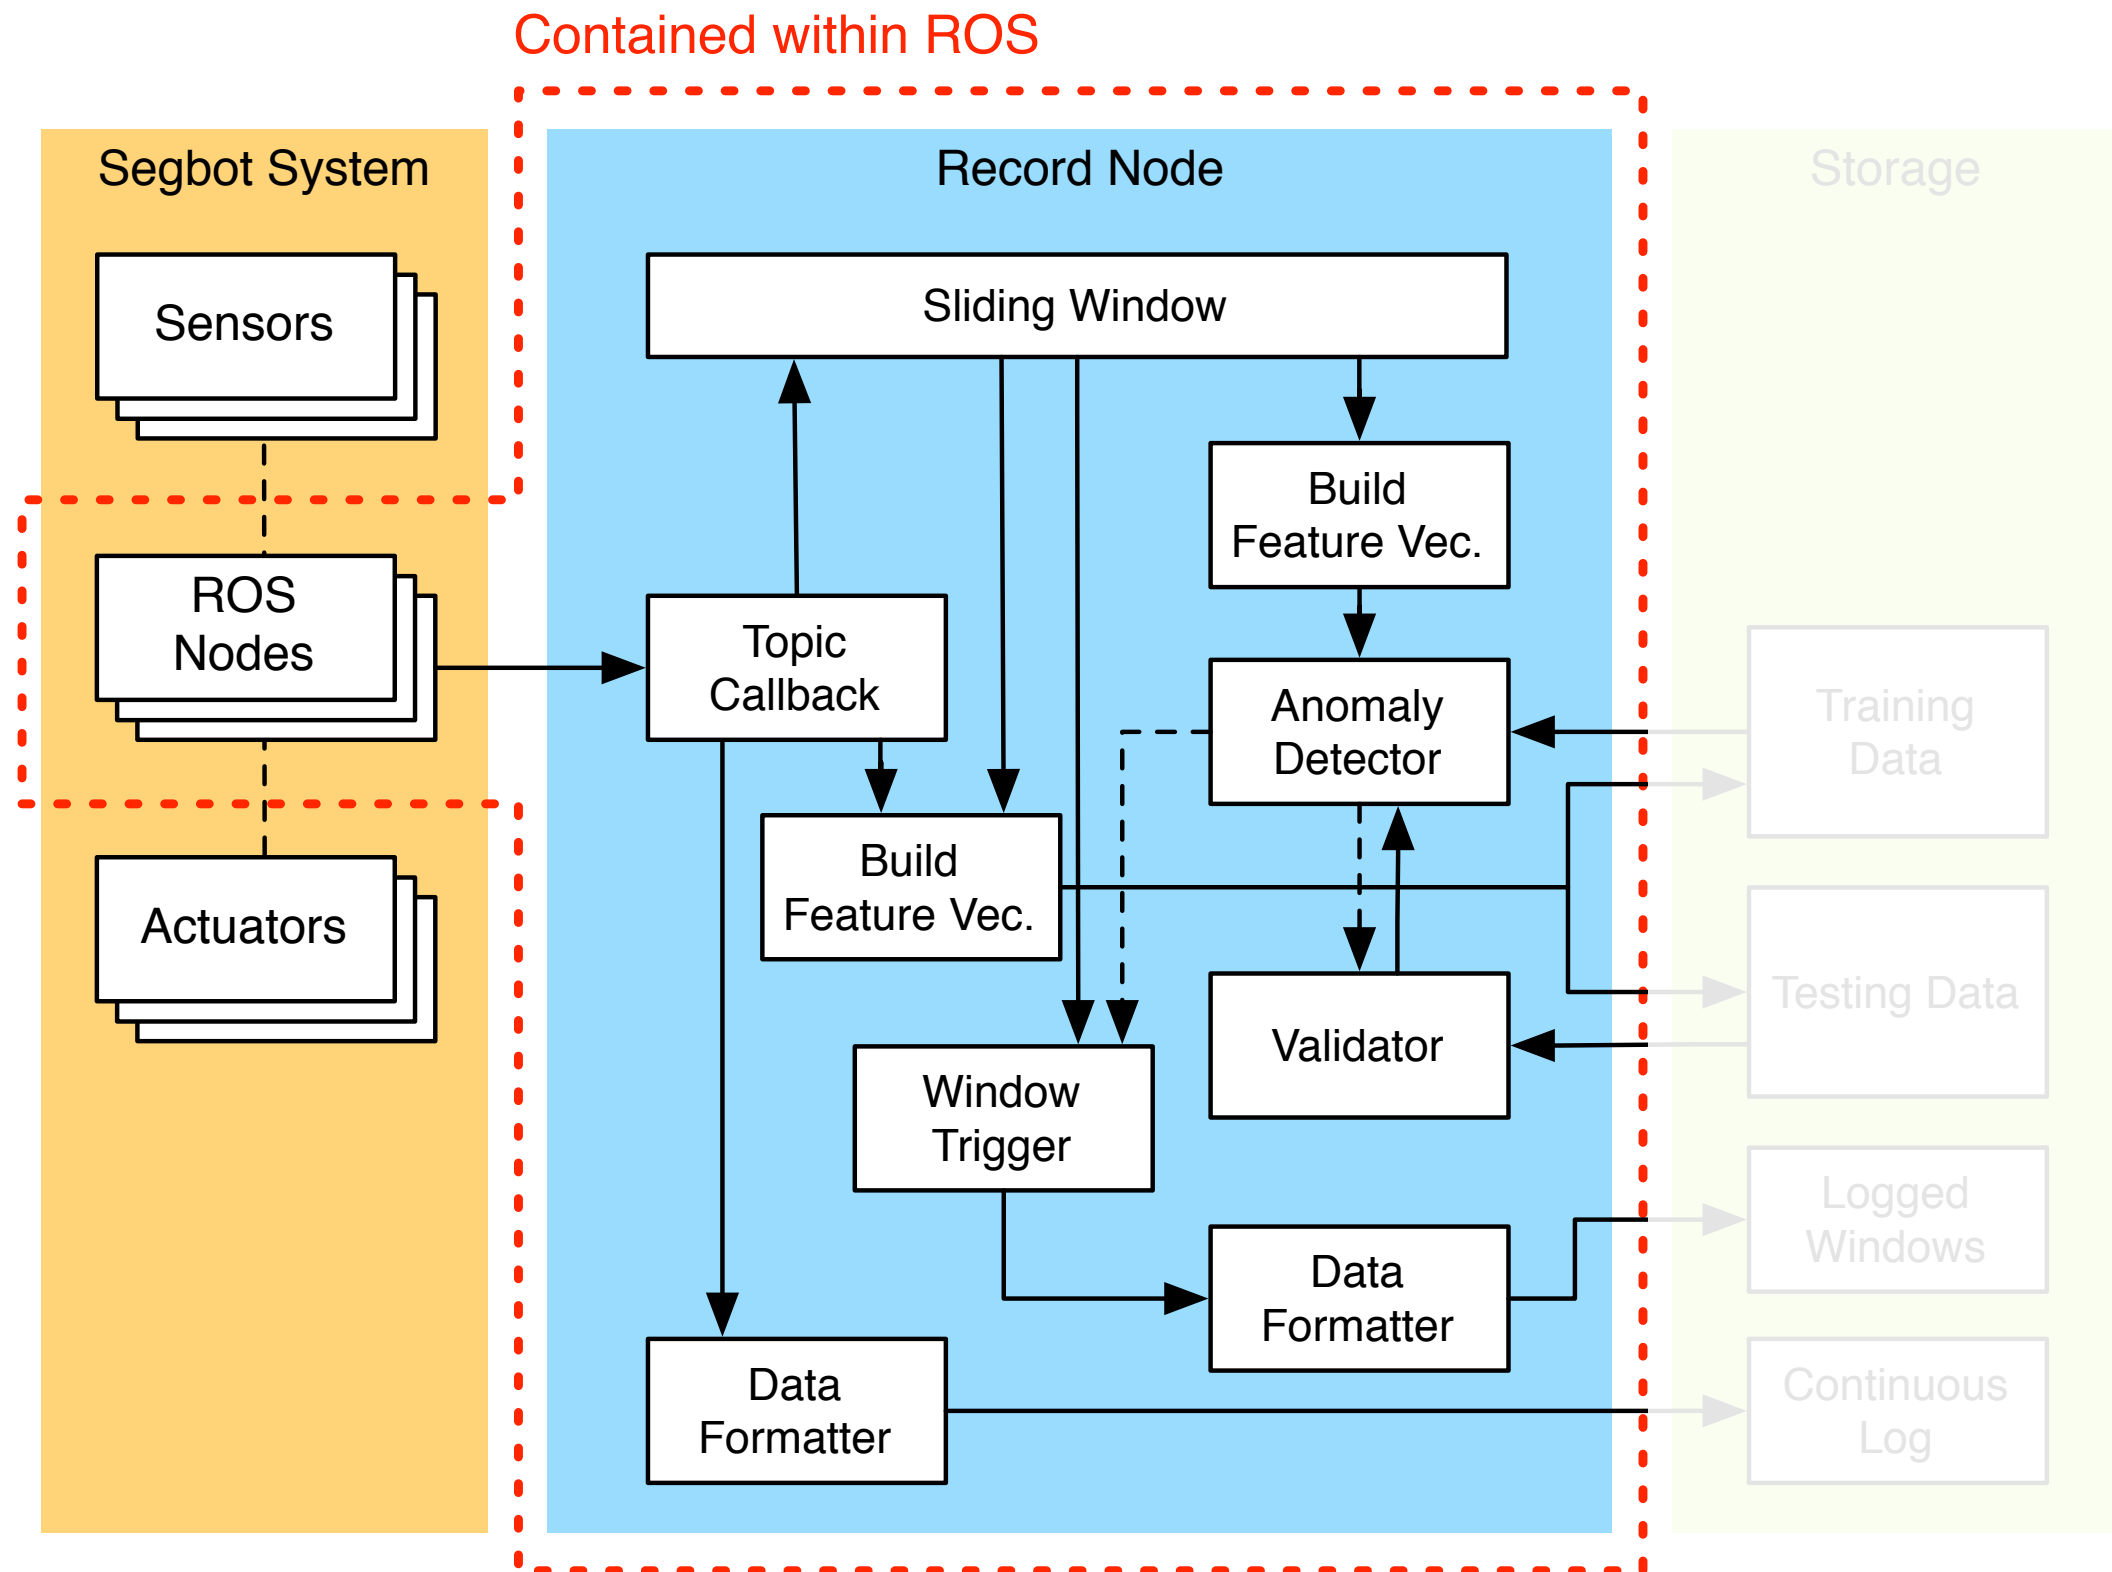 Contained within ROS
Segbot System
Sensors
ROS
Nodes
Actuators
Record Node
Sliding Window
Build
Feature Vec.
Topic
Callback
Anomaly
Detector
Build
Feature Vec.
Validator
Window
Trigger
Data
Formatter
Data
Formatter
Storage
Training
Data
Testing Data
Logged
Windows
Continuous
Log